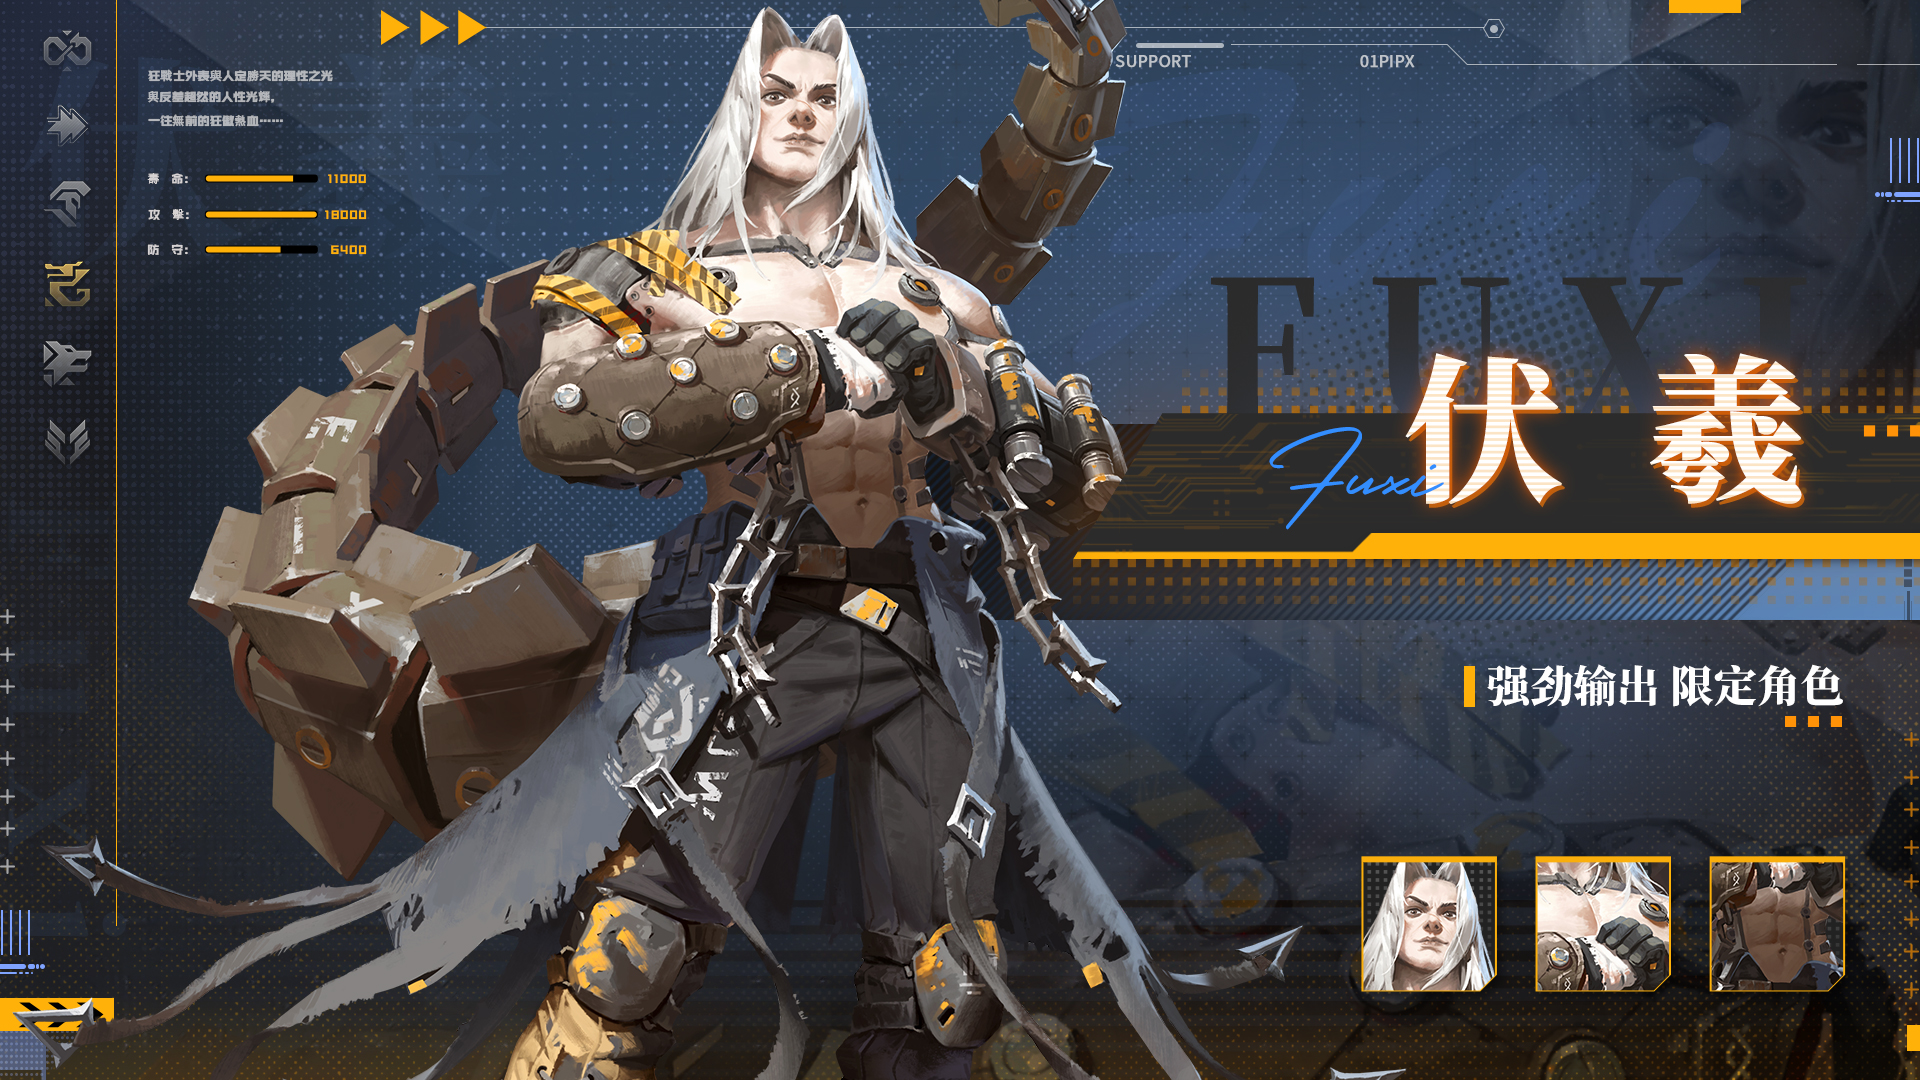 SUPPORT
01PIPX
狂戰士外表與人定勝天的理性之光
與反差超然的人性光輝,
一往無前的狂傲熱血……
壽 命: 11000
攻 擊: 18000
防 守: 6400
FUXI
伏 羲
Fuxi
强劲输出 限定角色